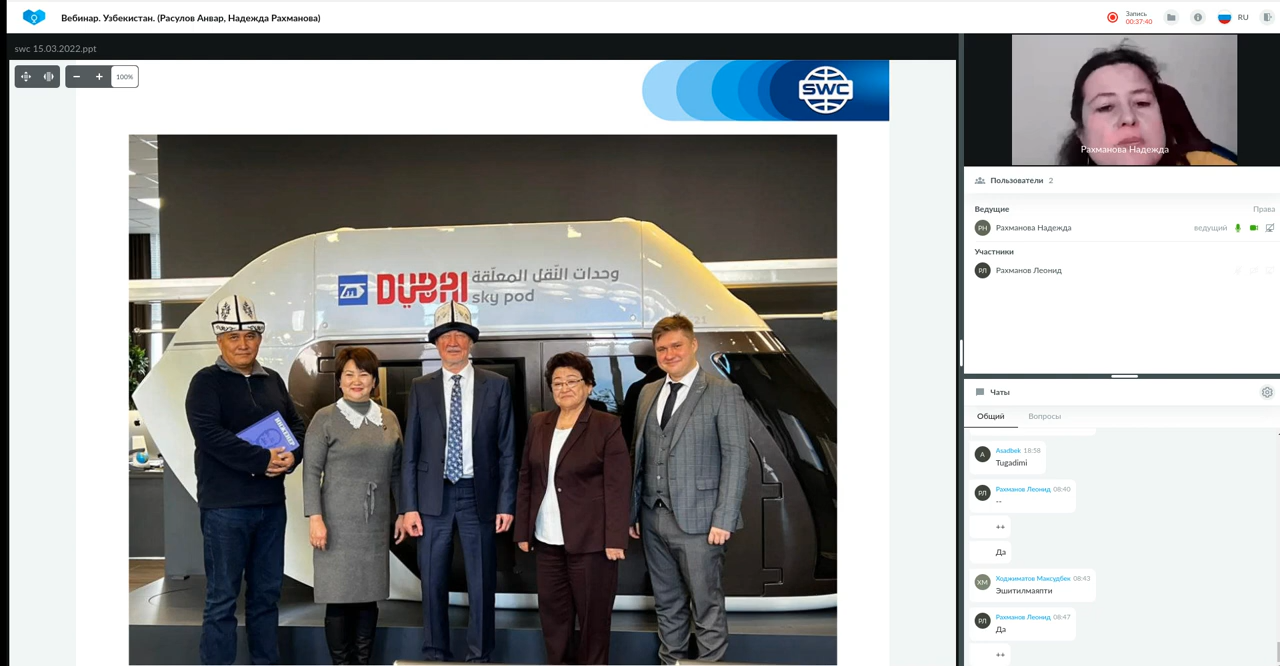 Вебинар. Узбекистан. (Расулов Анвар, Надежда Рахманова)
Запись
00:37:40
RU
swc 15.03.2022.ppt
100%
SWC
DUBAI
وحدات النقل المعلّقة
sky pod
Рахманова Надежда
Пользователи 2
Ведущие Права
РН Рахманова Надежда ведущий
Участники
РЛ Рахманов Леонид
Чаты
Общий Вопросы
A
Asadbek 18:58
Tugadimi
РЛ
Рахманов Леонид 08:40
--
++
Да
ХМ
Ходжиматов Максудбек 08:43
Эшитилмаяпти
РЛ
Рахманов Леонид 08:47
Да
++